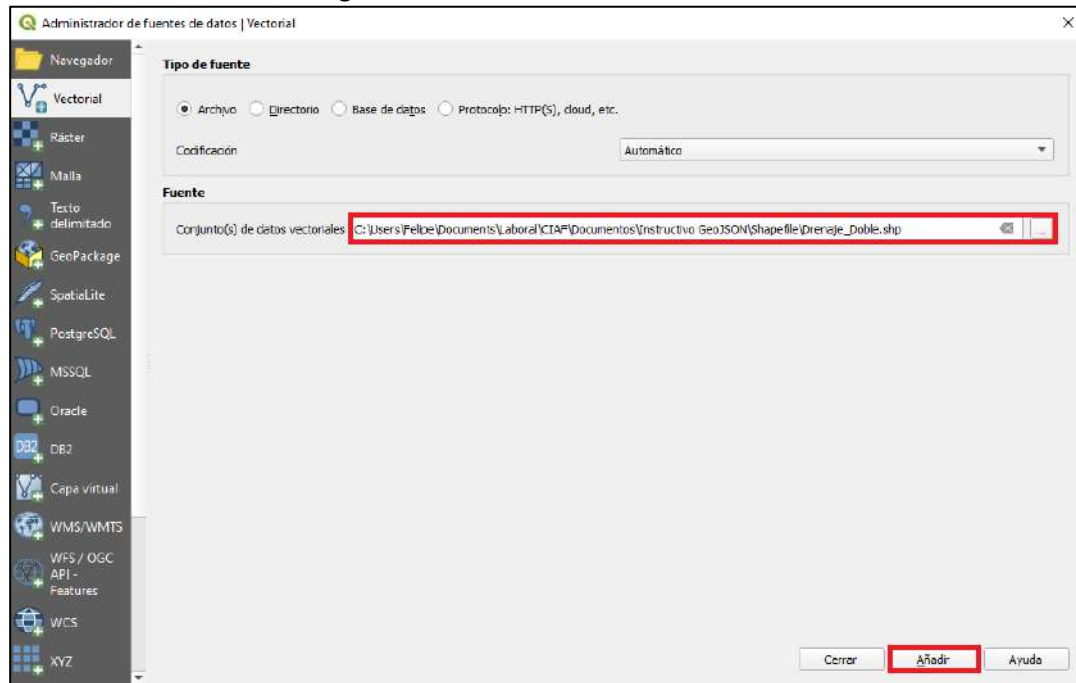 Administrador de fuentes de datos | Vectorial
Navegador
Vectorial
Ráster
Malla
Texto
delimitado
GeoPackage
SpatiaLite
PostgreSQL
MSSQL
Oracle
DB2
DB2
Capa virtual
WMS/WMTS
WFS / OGC
API -
Features
WCS
XYZ
Tipo de fuente
Archivo Directorio Base de datos Protocolo: HTTP(S), cloud, etc.
Codificación Automático
Fuente
Conjunto(s) de datos vectoriales C:\Users\Felipe\Documents\Laboral\CIAF\Documentos\Instructivo GeoJSON\Shapefile\Drenaje_Doble.shp ...
Cerrar Añadir Ayuda